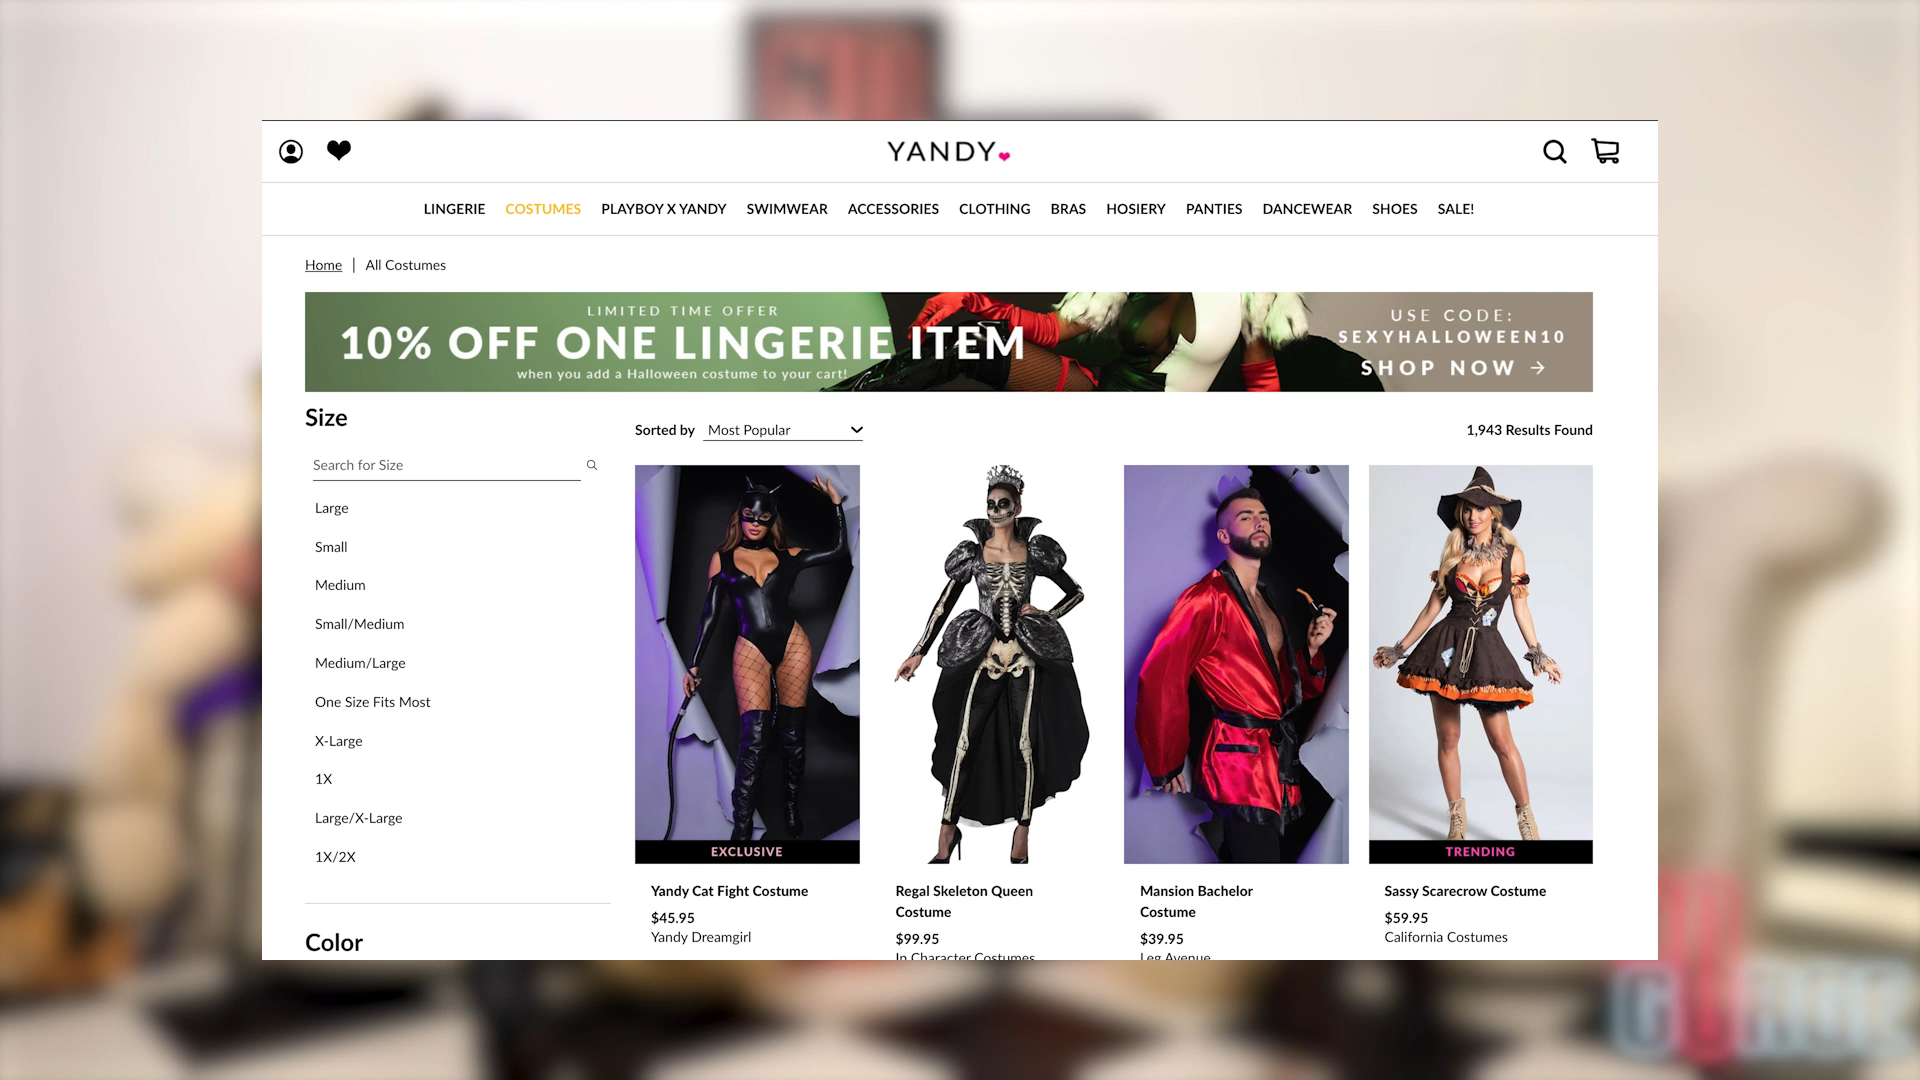 YANDY
LINGERIE COSTUMES PLAYBOY X YANDY SWIMWEAR ACCESSORIES CLOTHING BRAS HOSIERY PANTIES DANCEWEAR SHOES SALE!
Home | All Costumes
LIMITED TIME OFFER
10% OFF ONE LINGERIE ITEM
when you add a Halloween costume to your cart!
USE CODE:
SEXYHALLOWEEN10
SHOP NOW →
Size
Search for Size
Large
Small
Medium
Small/Medium
Medium/Large
One Size Fits Most
X-Large
1X
Large/X-Large
1X/2X
Color
Sorted by Most Popular
1,943 Results Found
EXCLUSIVE
Yandy Cat Fight Costume
$45.95
Yandy Dreamgirl
Regal Skeleton Queen
Costume
$99.95
In Character Costumes
Mansion Bachelor
Costume
$39.95
Leg Avenue
TRENDING
Sassy Scarecrow Costume
$59.95
California Costumes